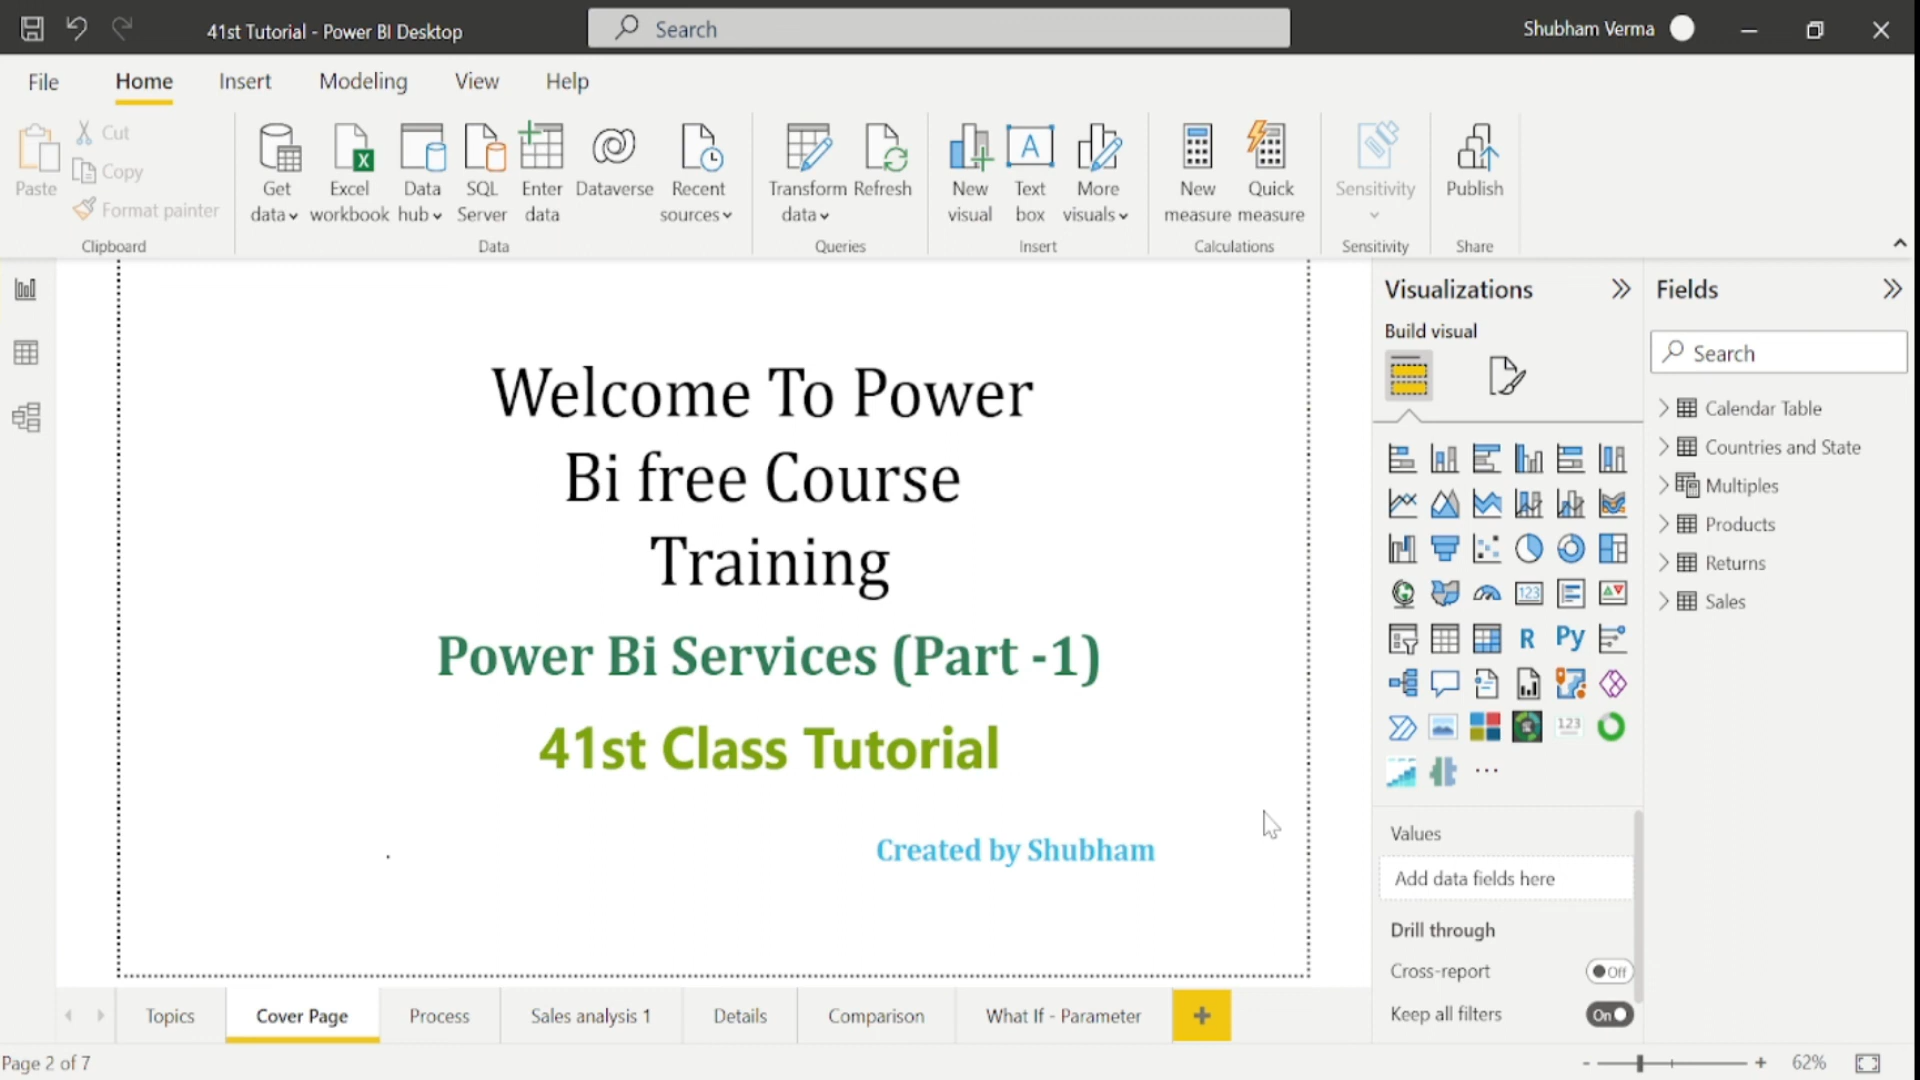 41st Tutorial - Power BI Desktop
Search
Shubham Verma
File
Home
Insert
Modeling
View
Help
Paste
Cut
Copy
Format painter
Clipboard
Get data
Excel workbook
Data hub
SQL Server
Enter data
Dataverse
Recent sources
Data
Transform data
Refresh
Queries
New visual
Text box
More visuals
Insert
New measure
Quick measure
Calculations
Sensitivity
Sensitivity
Publish
Share
Welcome To Power
Bi free Course
Training
Power Bi Services (Part -1)
41st Class Tutorial
Created by Shubham
Visualizations
Build visual
R
Py
123
123
Values
Add data fields here
Drill through
Cross-report
Off
Keep all filters
On
Fields
Search
Calendar Table
Countries and State
Multiples
Products
Returns
Sales
Topics
Cover Page
Process
Sales analysis 1
Details
Comparison
What If - Parameter
+
Page 2 of 7
- + 62%